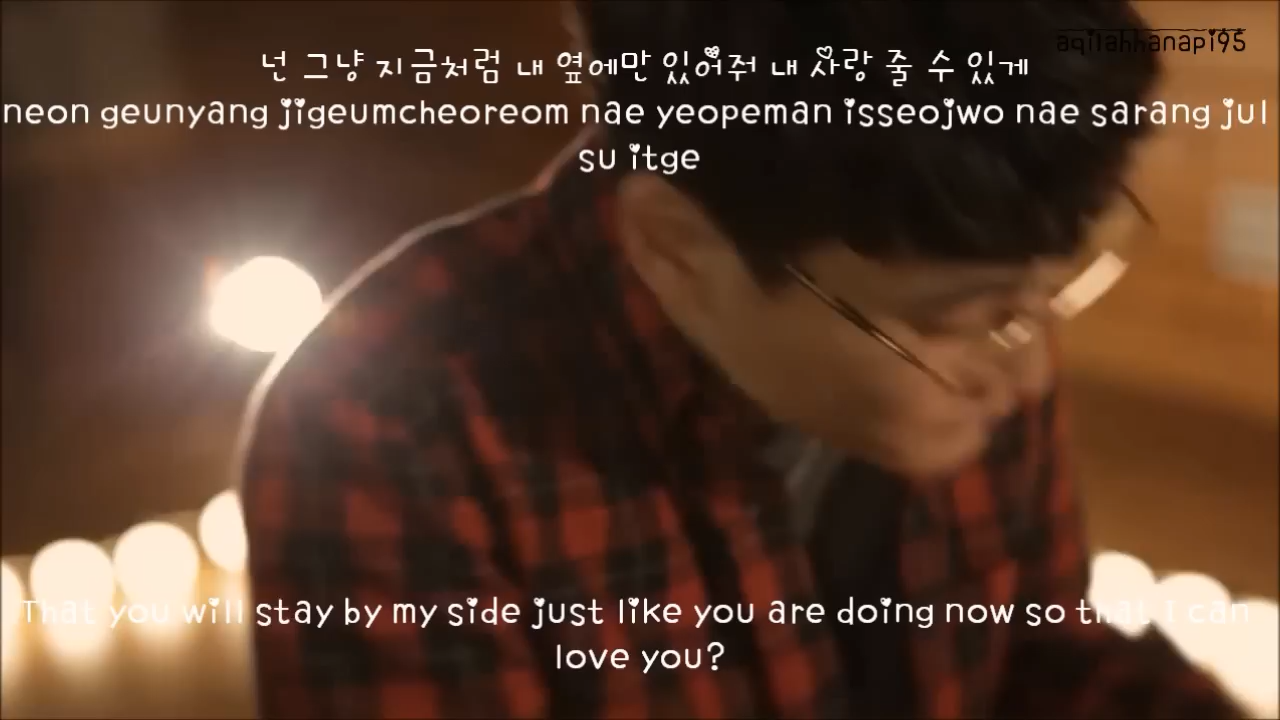 aqilahhanapi95
넌 그냥 지금처럼 내 옆에만 있어줘 내 사랑 줄 수 있게
neon geunyang jigeumcheoreom nae yeopeman isseojwo nae sarang jul
su itge
That you will stay by my side just like you are doing now so that I can
love you?